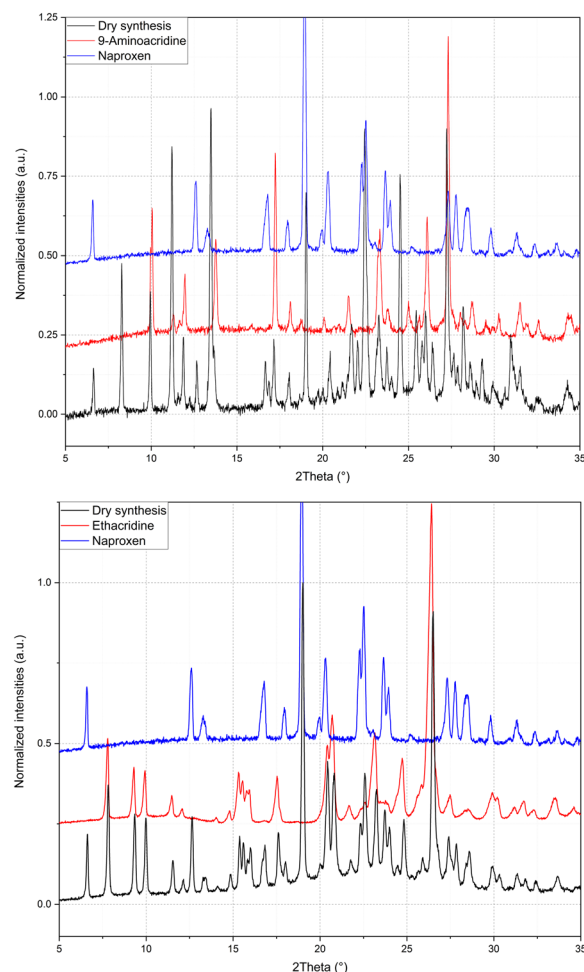 Dry synthesis
9-Aminoacridine
Naproxen
1.25
1.00
0.75
0.50
0.25
0.00
Normalized intensities (a.u.)
5 10 15 20 25 30 35
2Theta (°)
Dry synthesis
Ethacridine
Naproxen
1.0
0.5
0.0
Normalized intensities (a.u.)
5 10 15 20 25 30 35
2Theta (°)